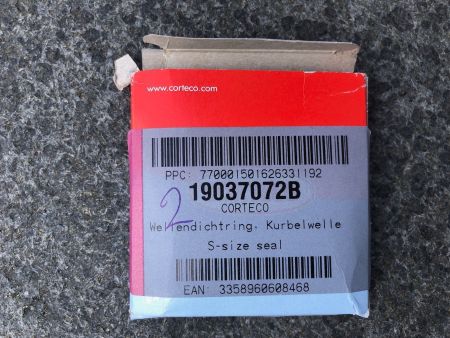 www.corteco.com
PPC: 770001501626331192
2
19037072B
CORTECO
Wellendichtring, Kurbelwelle
S-size seal
EAN: 3358960608468